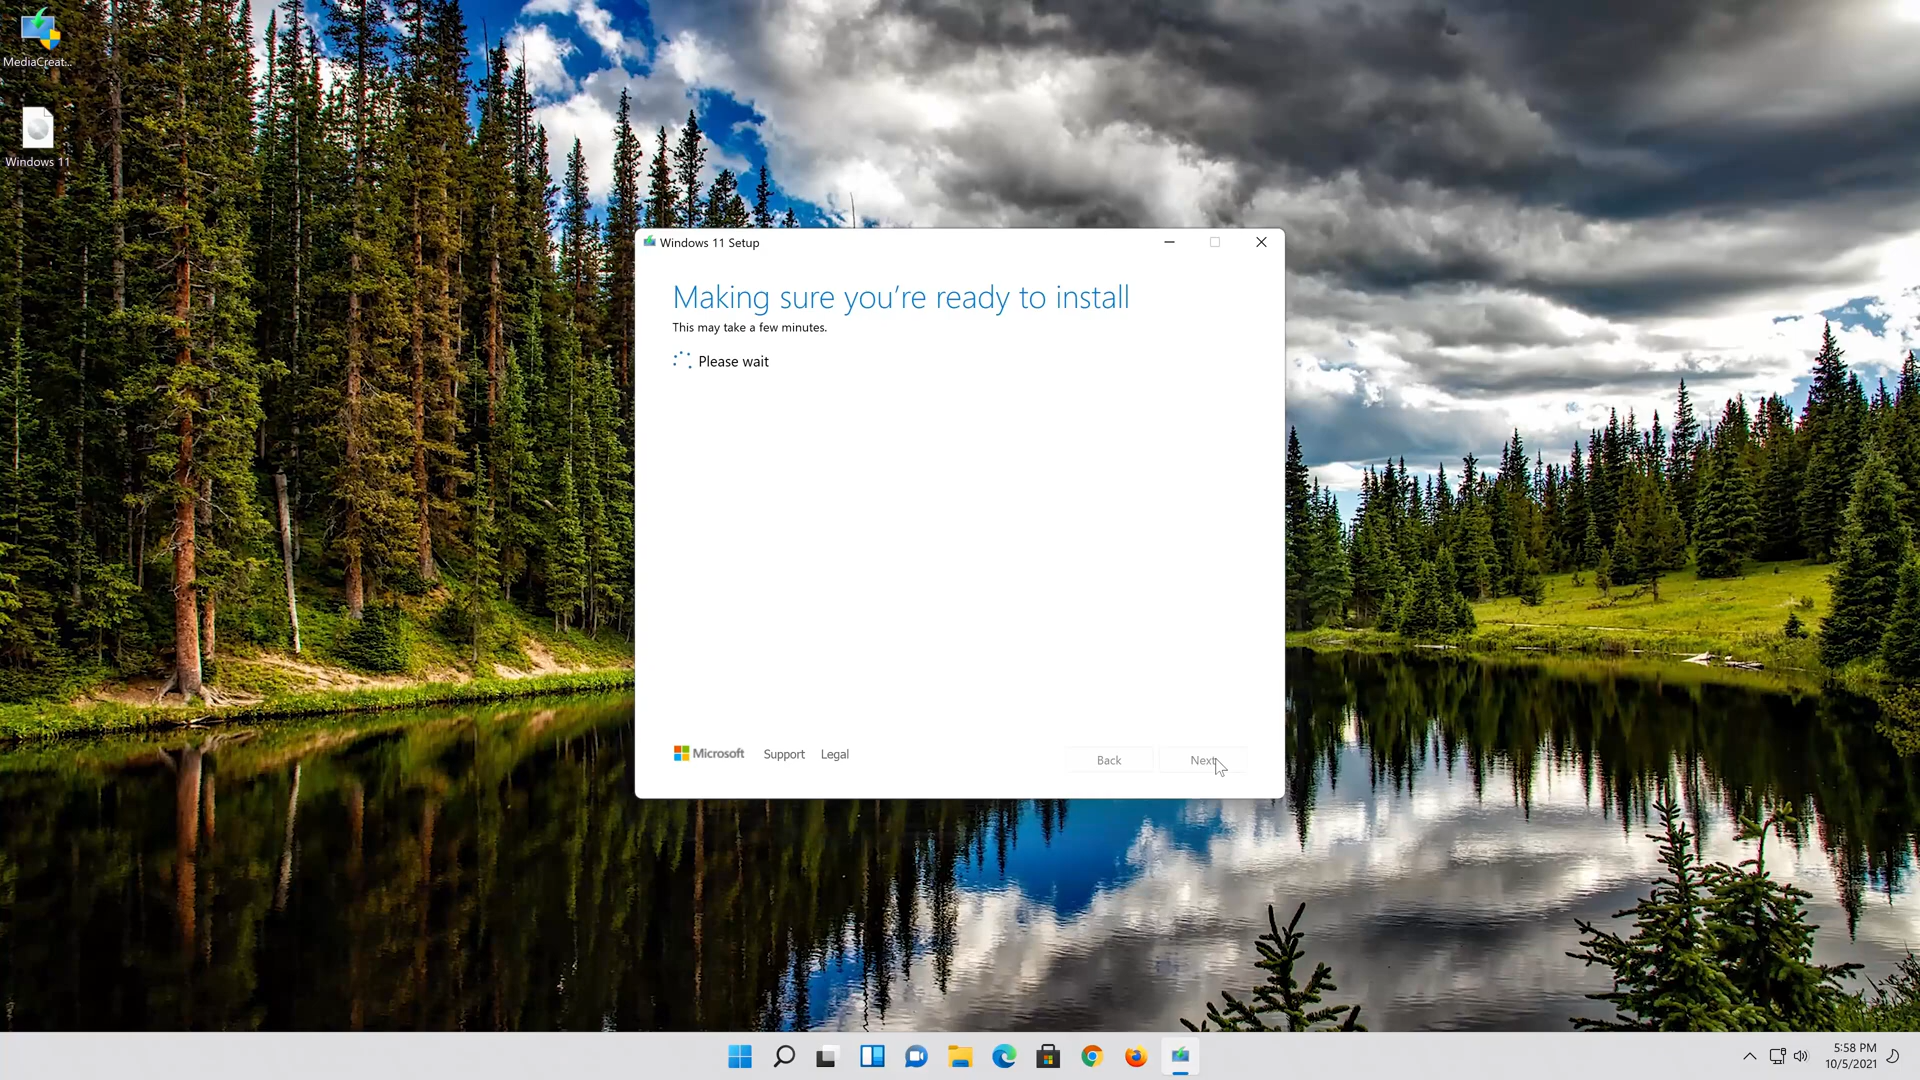 MediaCreat...
Windows 11
Windows 11 Setup
Making sure you're ready to install
This may take a few minutes.
Please wait
Microsoft
Support
Legal
Back
Next
5:58 PM
10/5/2021